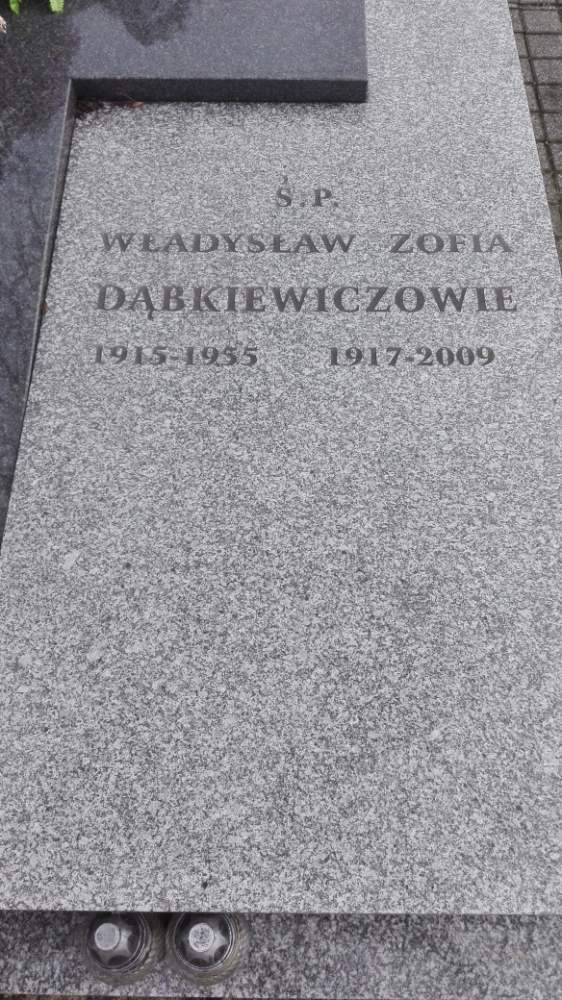 Ś.P.
WŁADYSŁAW ZOFIA
DĄBKIEWICZOWIE
1915-1955 1917-2009